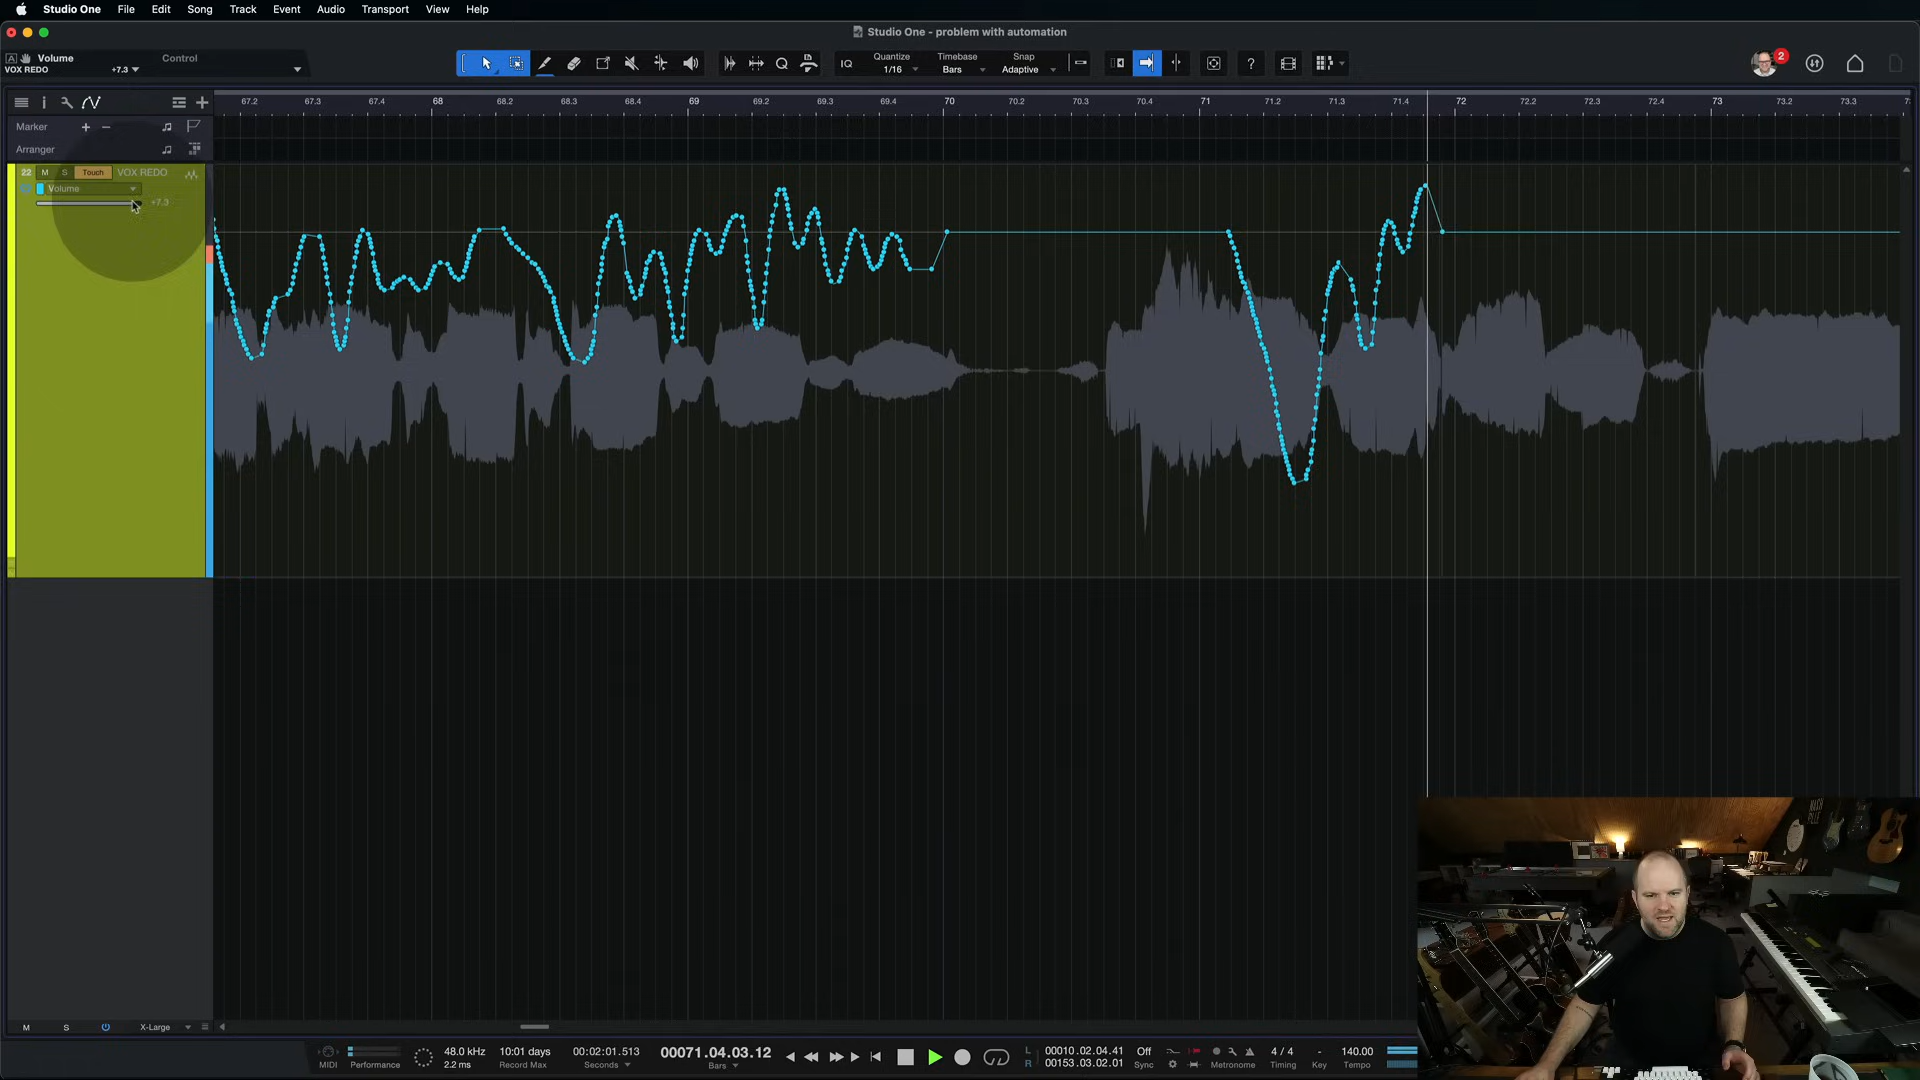 Studio One File Edit Song Track Event Audio Transport View Help
Studio One - problem with automation
Volume Control
VOX REDO +7.3
IQ Quantize Timebase Snap
1/16 Bars Adaptive
2
67.2 67.3 67.4 68 68.2 68.3 68.4 69 69.2 69.3 69.4 70 70.2 70.3 70.4 71 71.2 71.3 71.4 72 72.2 72.3 72.4 73 73.2 73.3
Marker
Arranger
22 M S Touch VOX REDO
Volume
+7.3
M S X-Large
MIDI Performance
48.0 kHz 10:01 days 00:02:01.513 00071.04.03.12
2.2 ms Record Max Seconds Bars
L 00010.02.04.41 Off 4 / 4 - 140.00
R 00153.03.02.01 Sync Metronome Timing Key Tempo